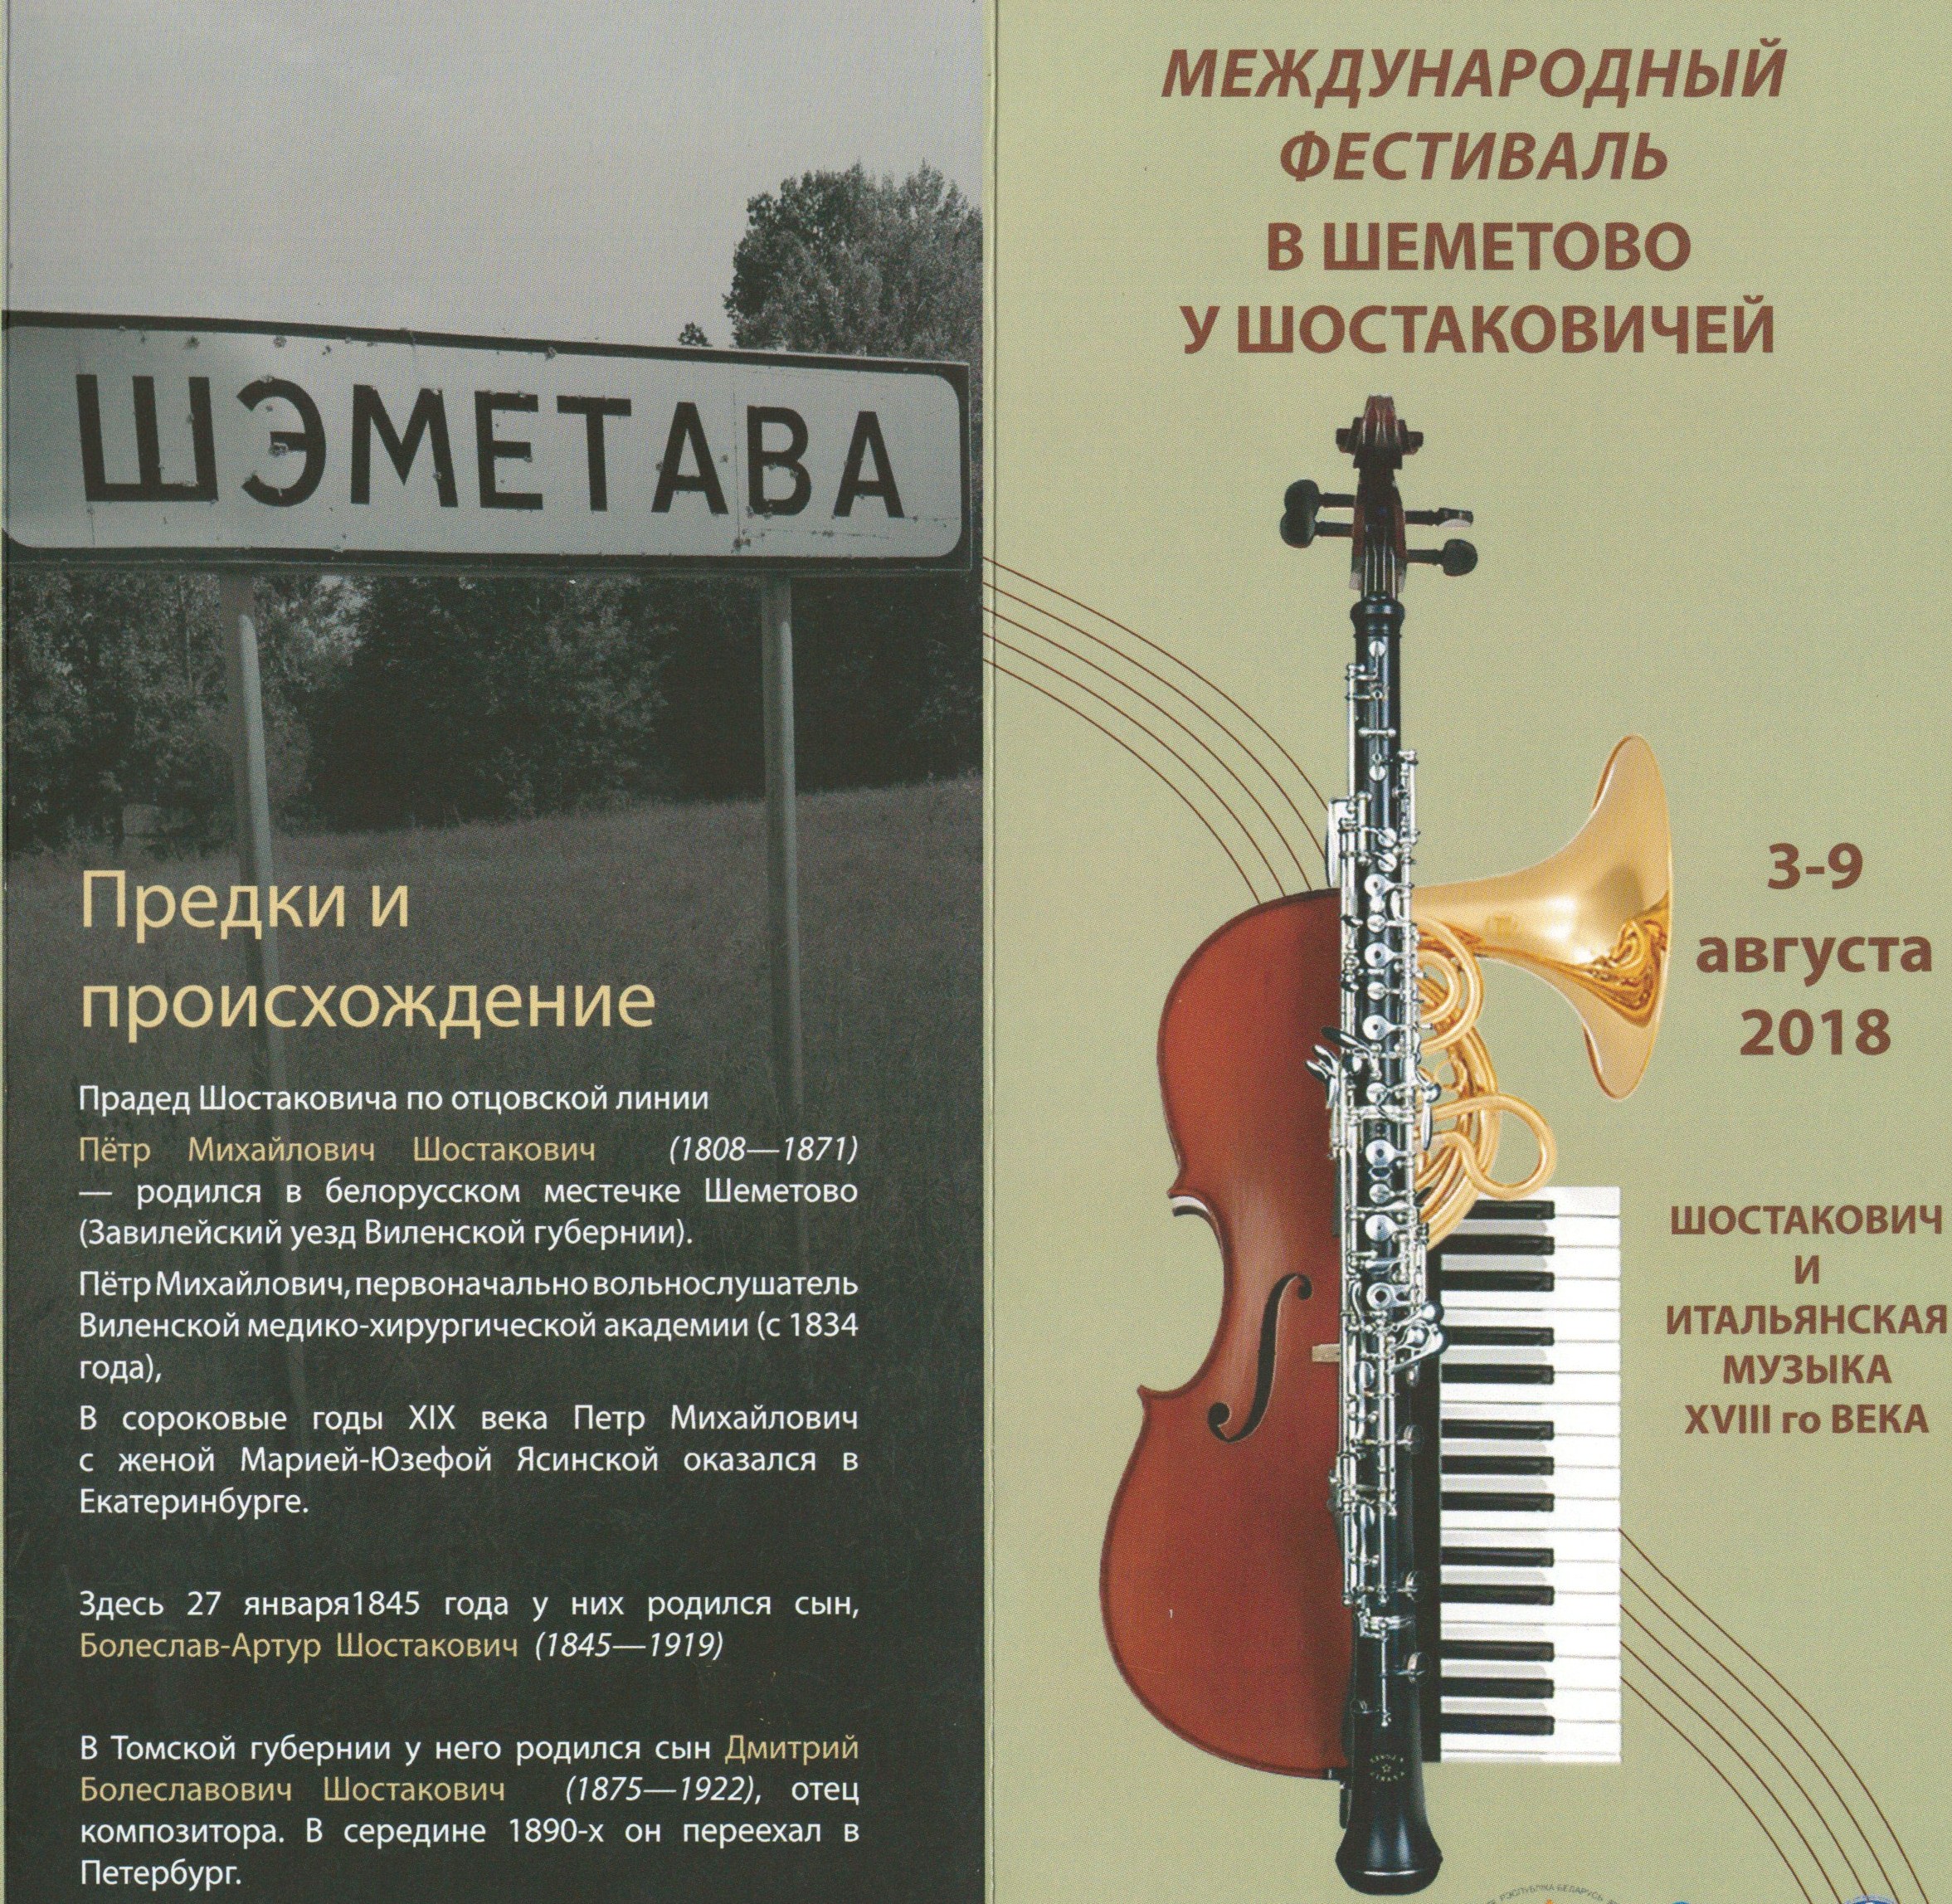 ШЭМЕТАВА
Предки и
происхождение
Прадед Шостаковича по отцовской линии
Пётр Михайлович Шостакович (1808—1871)
— родился в белорусском местечке Шеметово
(Завилейский уезд Виленской губернии).
Пётр Михайлович, первоначально вольнослушатель
Виленской медико-хирургической академии (с 1834
года),
В сороковые годы XIX века Петр Михайлович
с женой Марией-Юзефой Ясинской оказался в
Екатеринбурге.
Здесь 27 января1845 года у них родился сын,
Болеслав-Артур Шостакович (1845—1919)
В Томской губернии у него родился сын Дмитрий
Болеславович Шостакович (1875—1922), отец
композитора. В середине 1890-х он переехал в
Петербург.
МЕЖДУНАРОДНЫЙ
ФЕСТИВАЛЬ
В ШЕМЕТОВО
У ШОСТАКОВИЧЕЙ
3-9
августа
2018
ШОСТАКОВИЧ
И
ИТАЛЬЯНСКАЯ
МУЗЫКА
XVIII го ВЕКА
РЭСПУБЛІКА БЕЛАРУСЬ